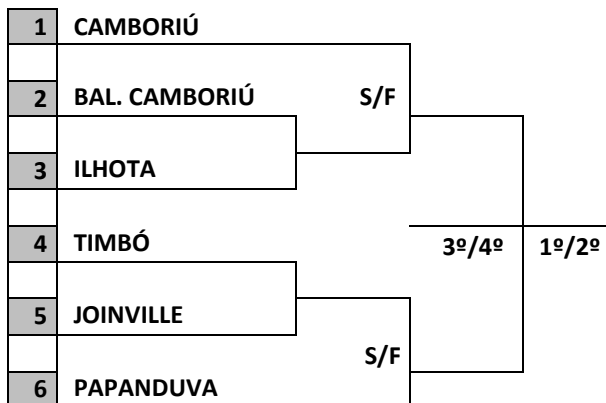 1 CAMBORIÚ
2 BAL. CAMBORIÚ S/F
3 ILHOTA
4 TIMBÓ 3º/4º 1º/2º
5 JOINVILLE
S/F
6 PAPANDUVA